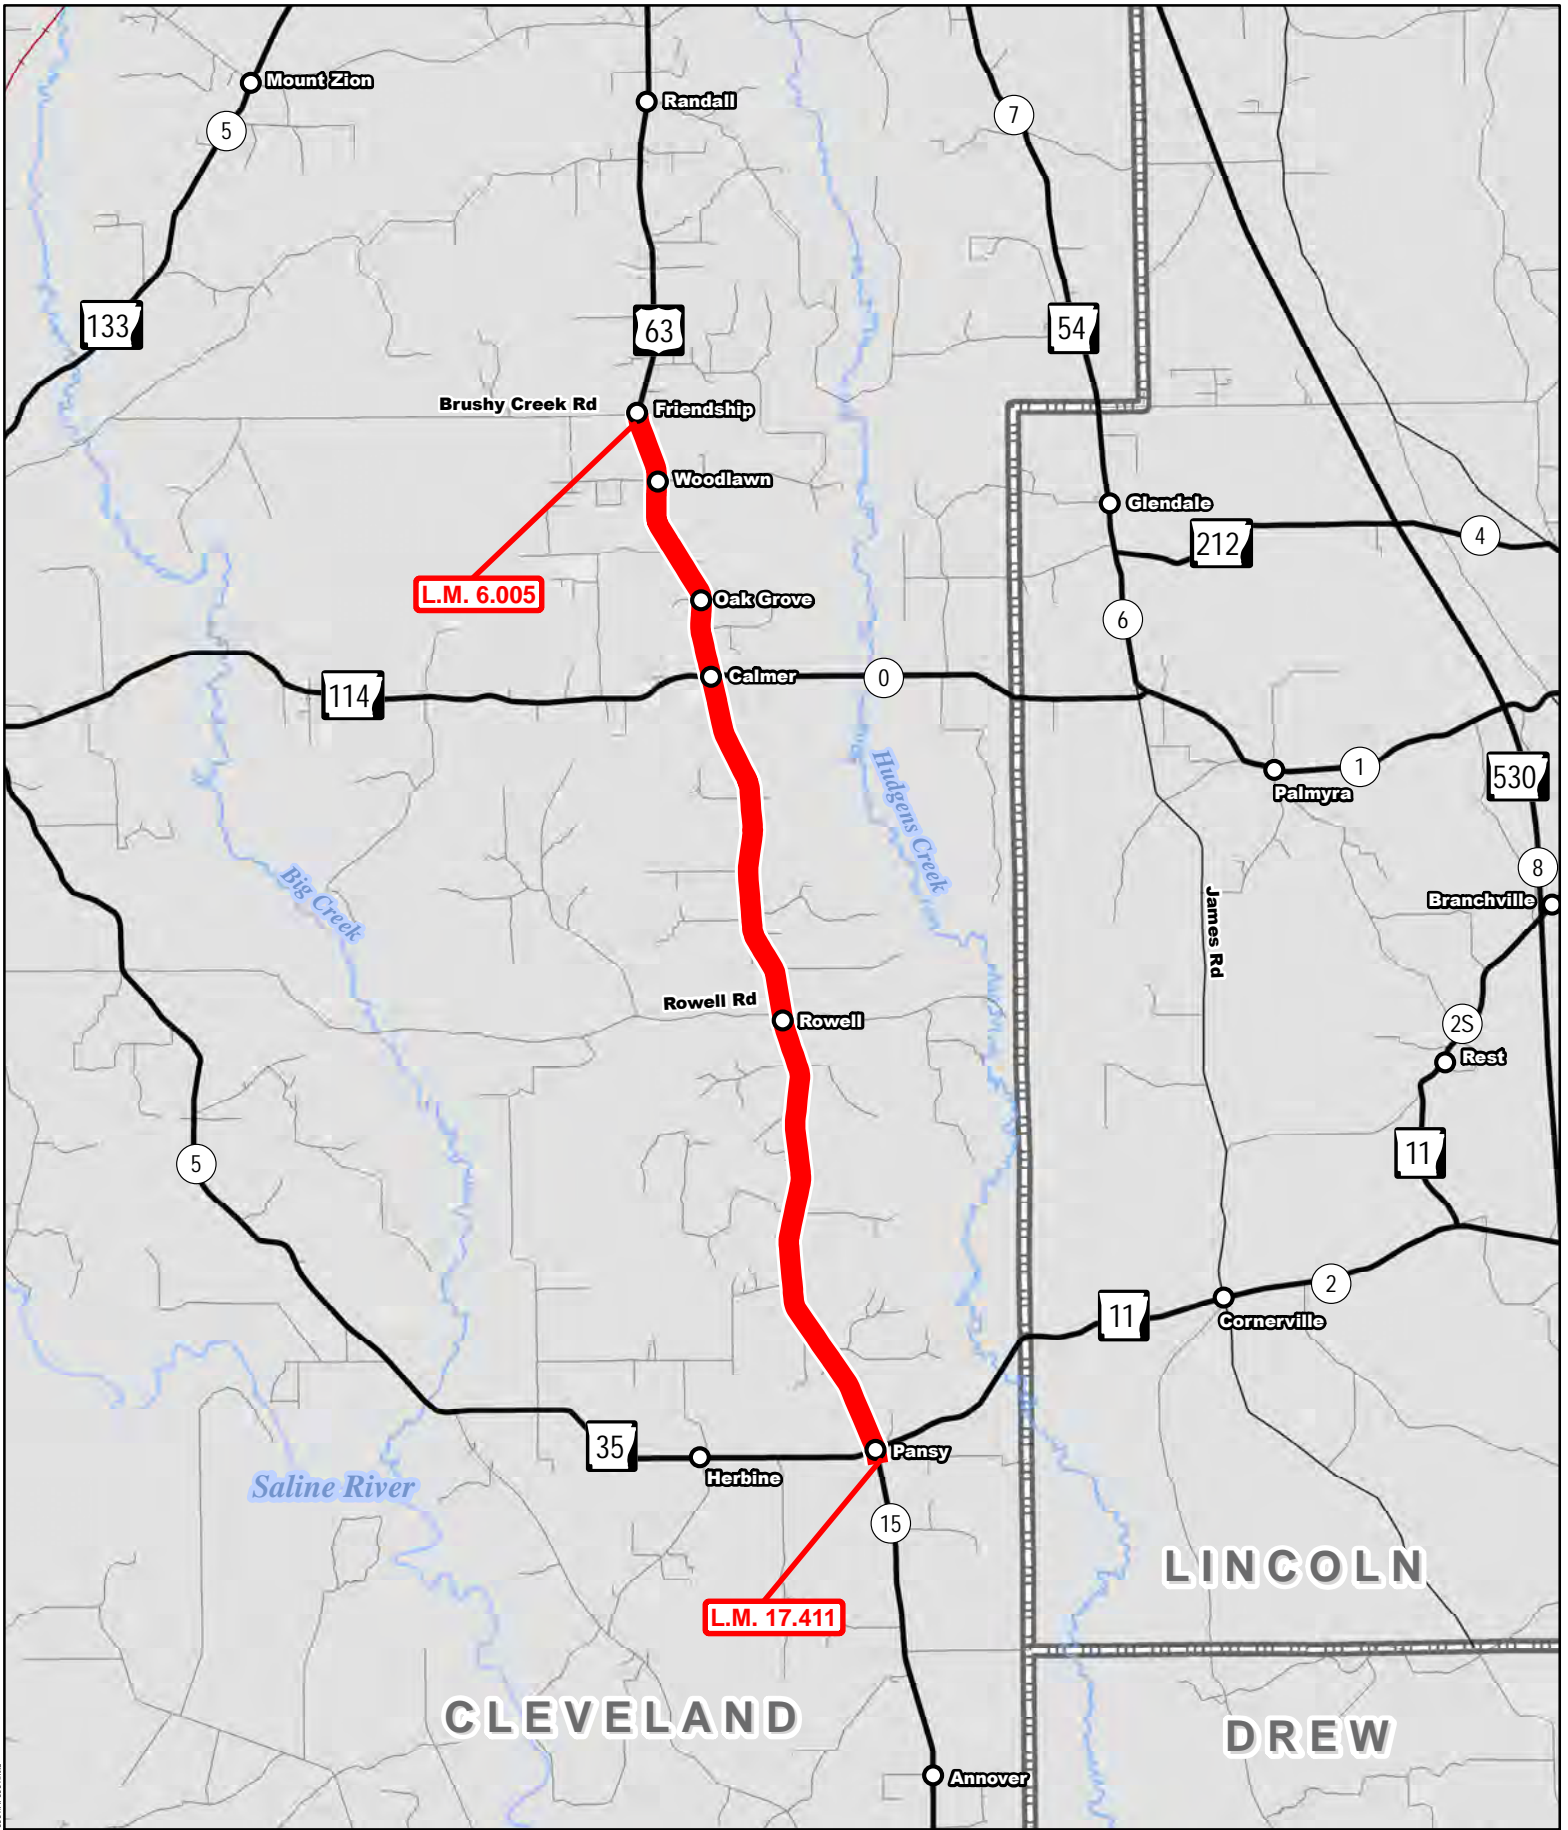 Mount Zion
5
Randall
7
133
63
54
Brushy Creek Rd
Friendship
Woodlawn
Glendale
212
4
L.M. 6.005
Oak Grove
6
Calmer
0
114
Hudgens Creek
1
Palmyra
530
8
Big Creek
James Rd
Branchville
Rowell Rd
Rowell
2S
Rest
5
11
2
11
Cornerville
35
Pansy
Herbine
Saline River
15
LINCOLN
L.M. 17.411
CLEVELAND
DREW
Annover